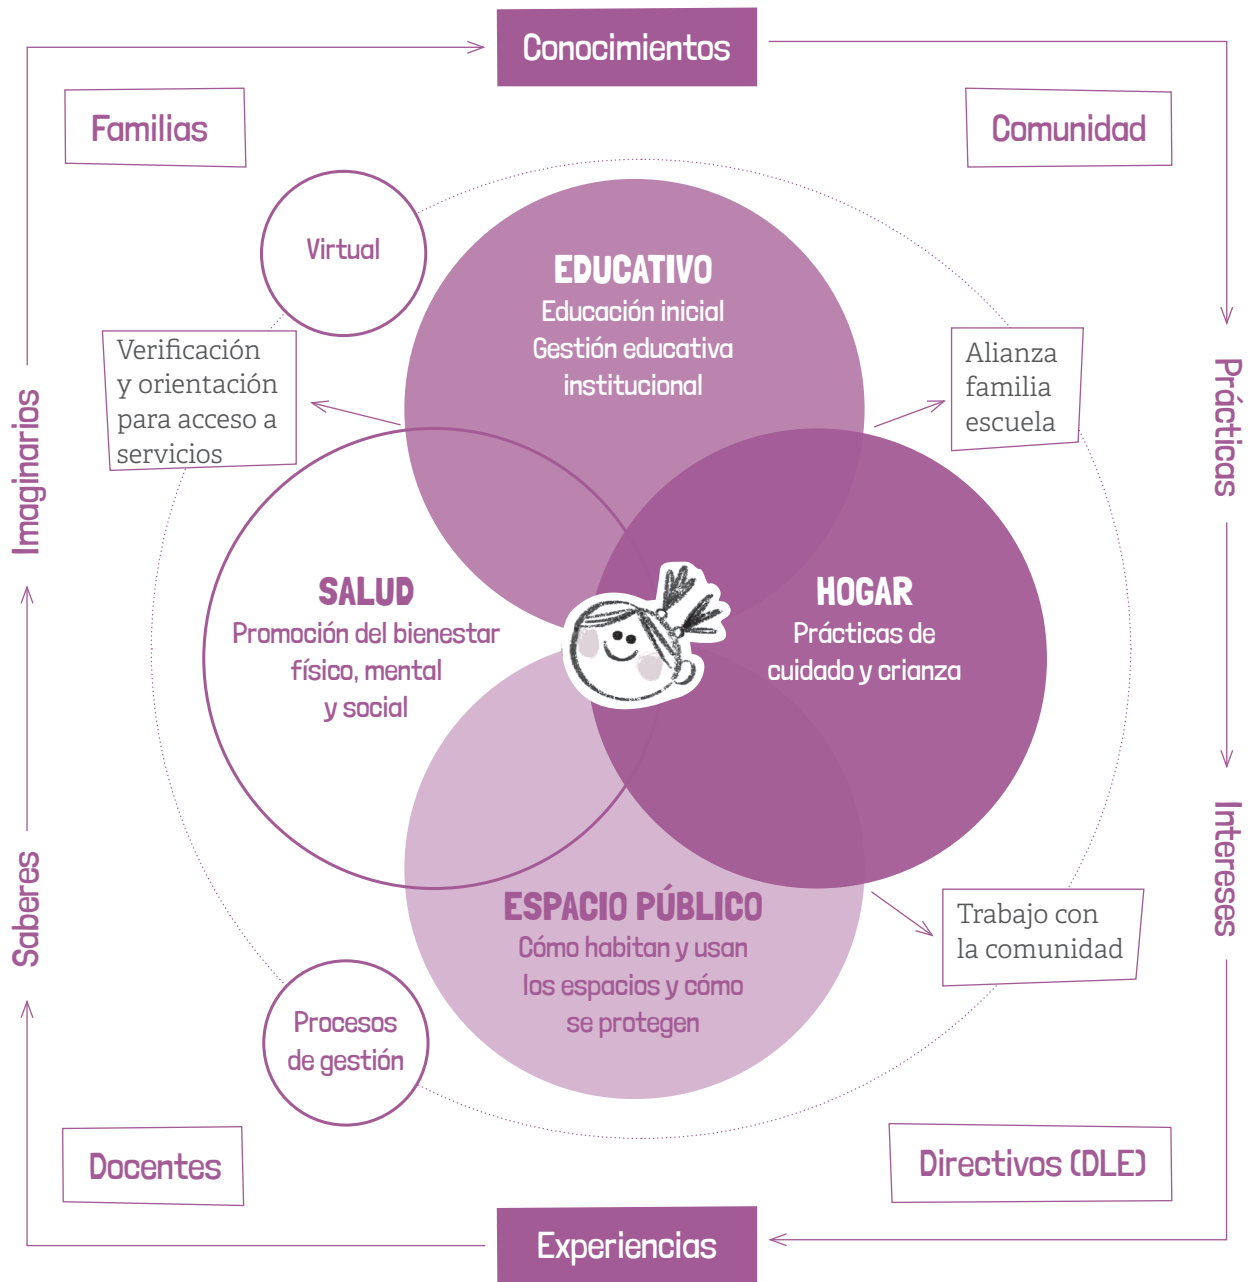 Conocimientos
Familias
Comunidad
Virtual
EDUCATIVO
Educación inicial
Gestión educativa
institucional
Verificación
y orientación
para acceso a
servicios
Alianza
familia
escuela
Imaginarios
Prácticas
SALUD
Promoción del bienestar
físico, mental
y social
HOGAR
Prácticas de
cuidado y crianza
Saberes
Intereses
ESPACIO PÚBLICO
Cómo habitan y usan
los espacios y cómo
se protegen
Trabajo con
la comunidad
Procesos
de gestión
Docentes
Directivos (DLE)
Experiencias